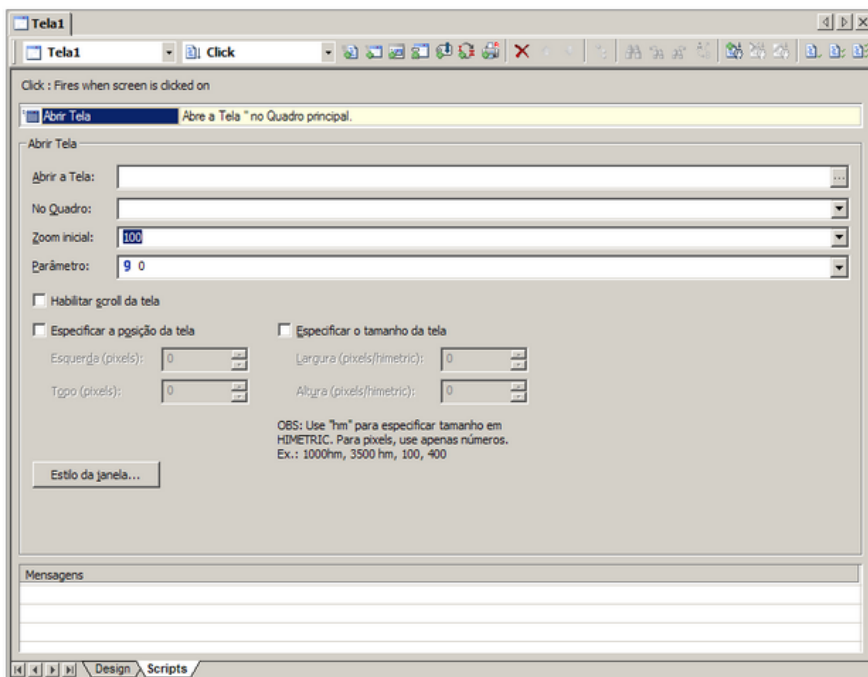 Tela1
Tela1 Click
Click : Fires when screen is clicked on
Abrir Tela Abre a Tela '' no Quadro principal.
Abrir Tela
Abrir a Tela: ...
No Quadro:
Zoom inicial: 100
Parâmetro: 9 0
Habilitar scroll da tela
Especificar a posição da tela Especificar o tamanho da tela
Esquerda (pixels): 0 Largura (pixels/himetric): 0
Topo (pixels): 0 Altura (pixels/himetric): 0
OBS: Use "hm" para especificar tamanho em
HIMETRIC. Para pixels, use apenas números.
Ex.: 1000hm, 3500 hm, 100, 400
Estilo da janela...
Mensagens
Design Scripts